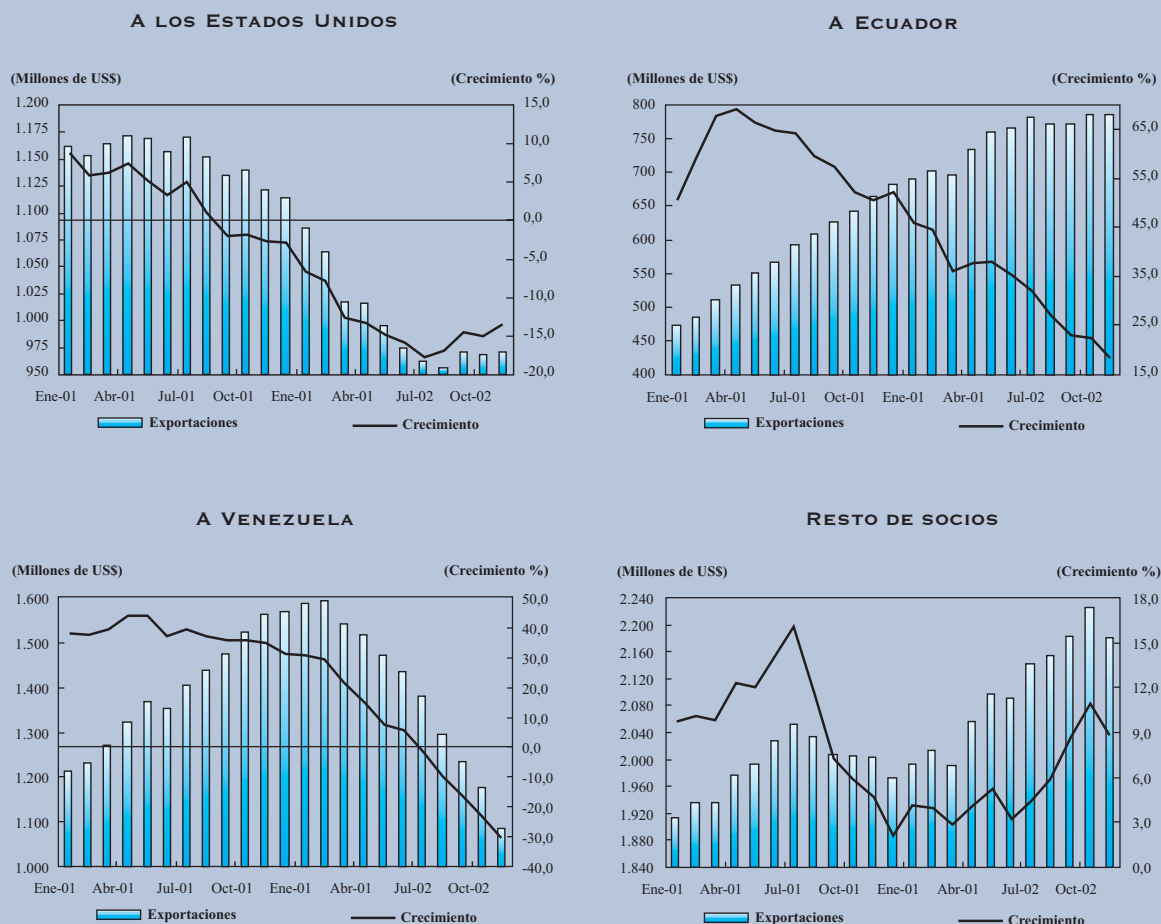 A LOS ESTADOS UNIDOS
(Millones de US$) (Crecimiento %)
1.200 15,0
1.175
1.150 10,0
1.125 5,0
1.100 0,0
1.075
1.050 -5,0
1.025 -10,0
1.000 -15,0
975
950 -20,0
Ene-01 Abr-01 Jul-01 Oct-01 Ene-01 Abr-01 Jul-02 Oct-02
Exportaciones Crecimiento
A ECUADOR
(Millones de US$) (Crecimiento %)
800
750 65,0
700
650 55,0
600 45,0
550
500 35,0
450 25,0
400 15,0
Ene-01 Abr-01 Jul-01 Oct-01 Ene-01 Abr-01 Jul-02 Oct-02
Exportaciones Crecimiento
A VENEZUELA
(Millones de US$) (Crecimiento %)
1.600 50,0
1.500 40,0
30,0
1.400 20,0
1.300 10,0
0,0
1.200 -10,0
1.100 -20,0
-30,0
1.000 -40,0
Ene-01 Abr-01 Jul-01 Oct-01 Ene-01 Abr-01 Jul-02 Oct-02
Exportaciones Crecimiento
RESTO DE SOCIOS
(Millones de US$) (Crecimiento %)
2.240 18,0
2.200
2.160 15,0
2.120 12,0
2.080
2.040 9,0
2.000
1.960 6,0
1.920 3,0
1.880
1.840 0,0
Ene-01 Abr-01 Jul-01 Oct-01 Ene-01 Abr-01 Jul-02 Oct-02
Exportaciones Crecimiento